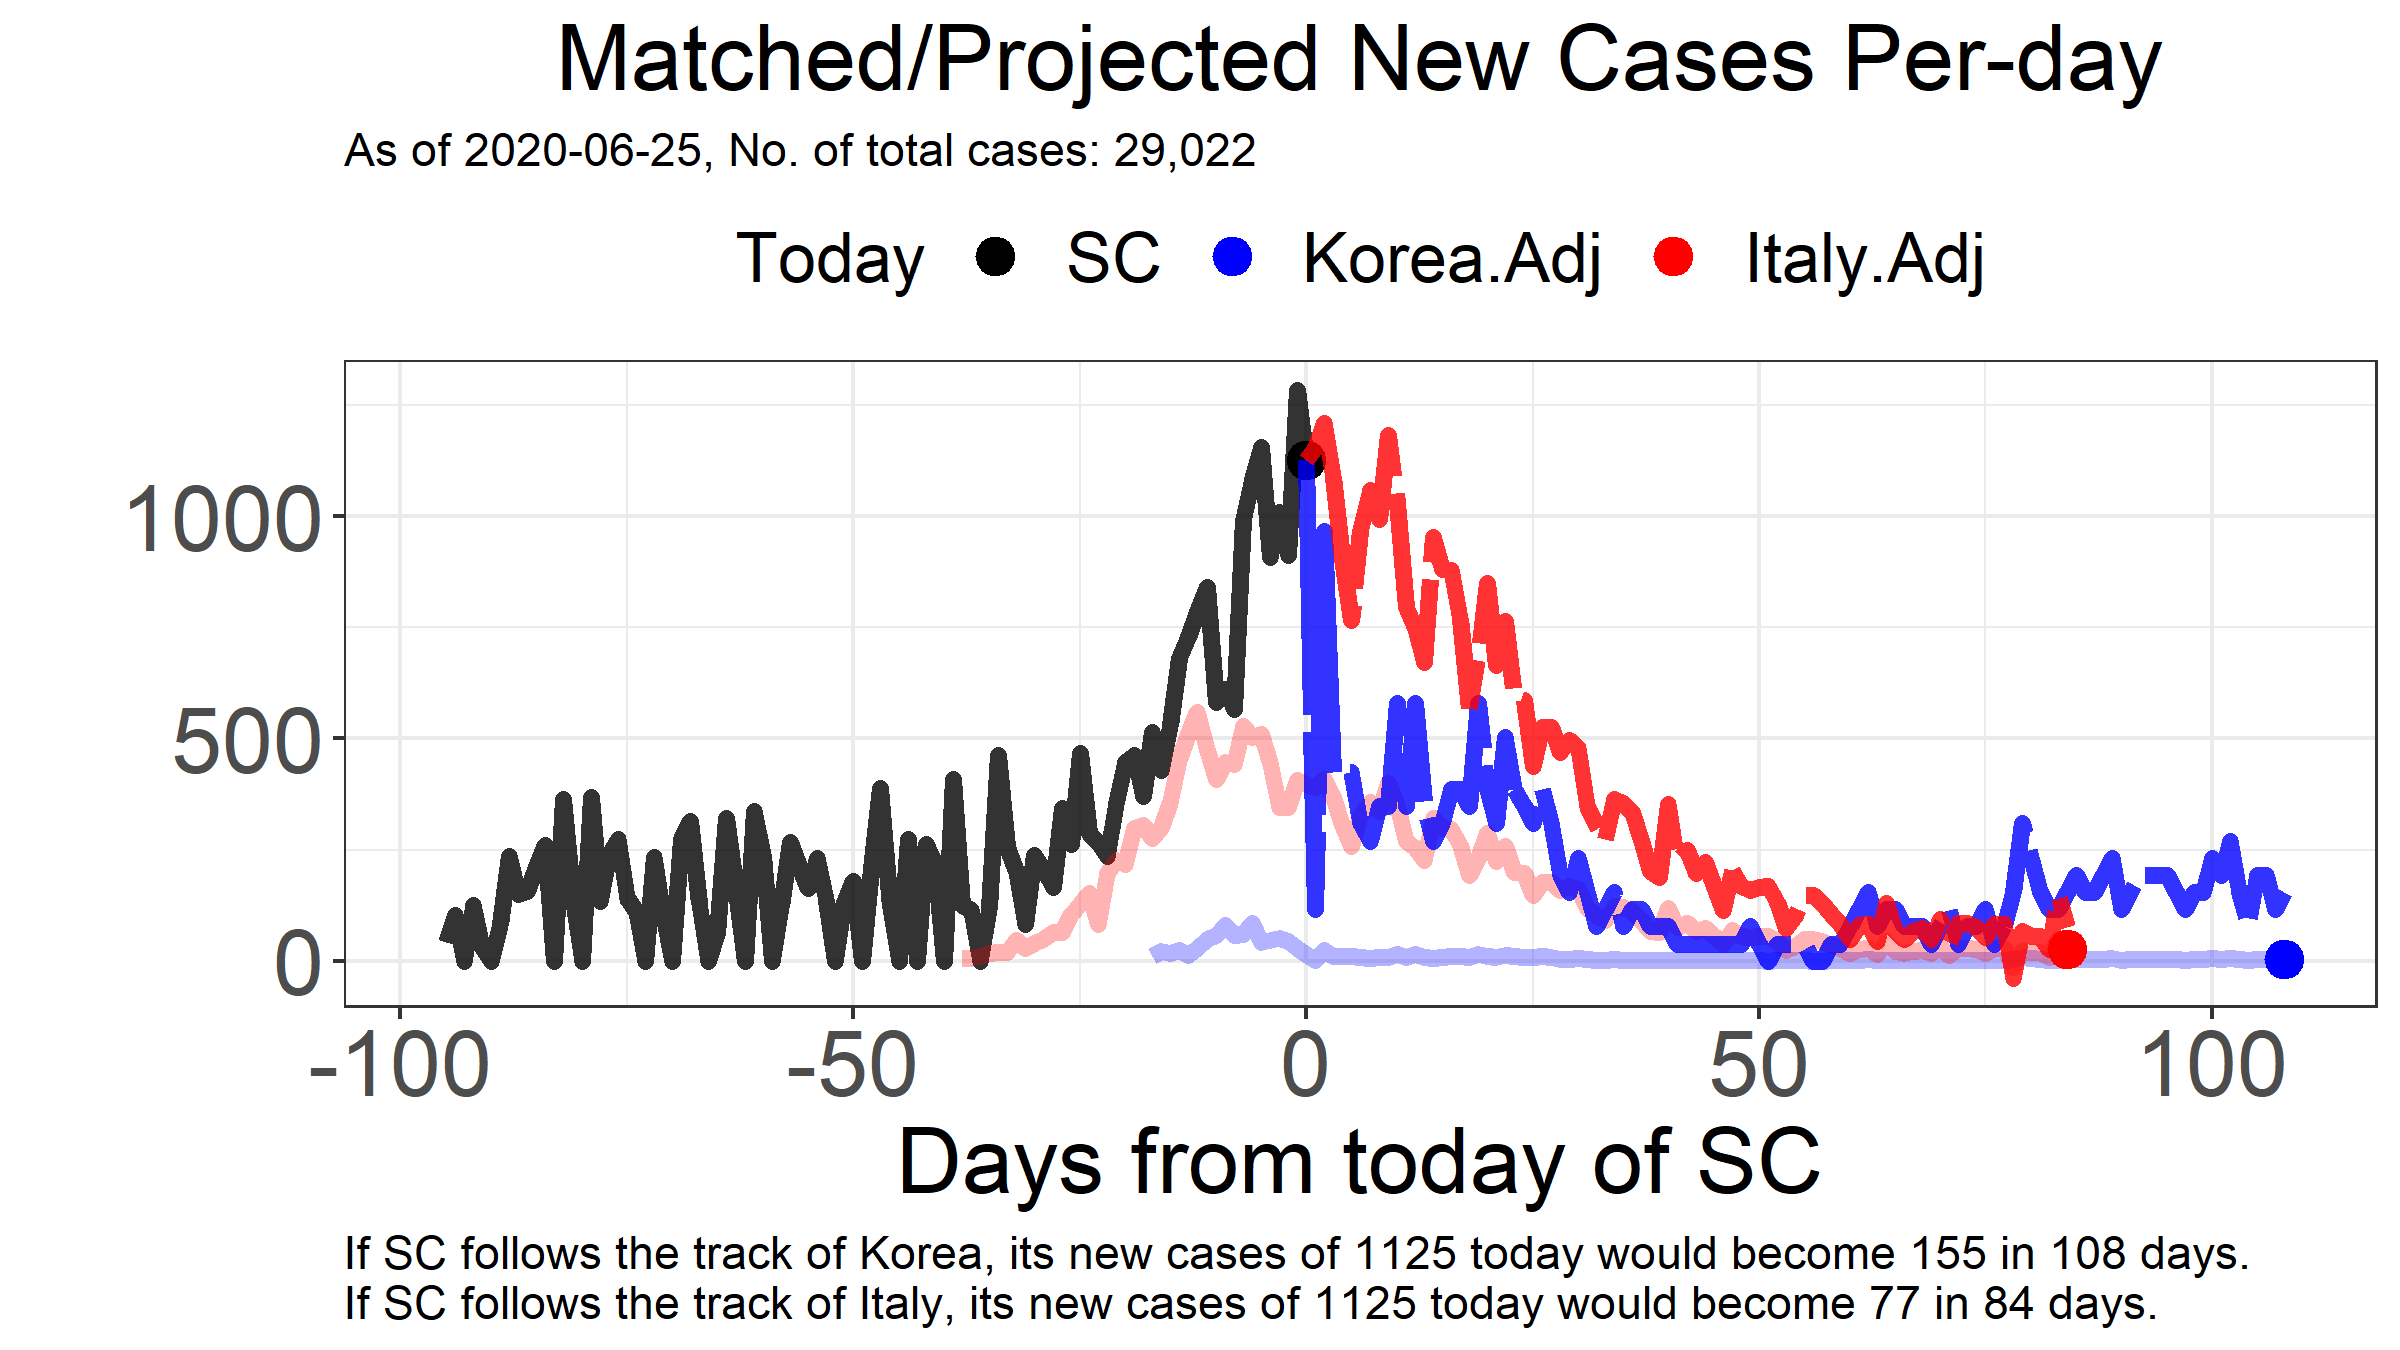 Matched/Projected New Cases Per-day
As of 2020-06-25, No. of total cases: 29,022
Today SC Korea.Adj Italy.Adj
1000
500
0
-100 -50 0 50 100
Days from today of SC
If SC follows the track of Korea, its new cases of 1125 today would become 155 in 108 days.
If SC follows the track of Italy, its new cases of 1125 today would become 77 in 84 days.